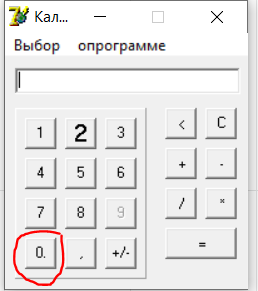 Кал...
Выбор опрограмме
1 2 3 < C
4 5 6 + -
7 8 9 / *
0. , +/- =